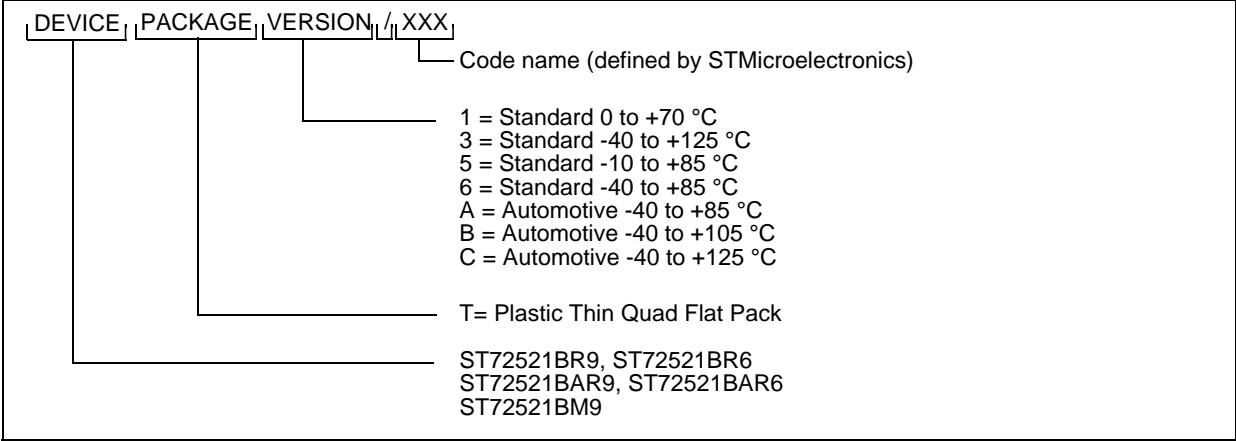 DEVICE PACKAGE VERSION / XXX
Code name (defined by STMicroelectronics)
1 = Standard 0 to +70 °C
3 = Standard -40 to +125 °C
5 = Standard -10 to +85 °C
6 = Standard -40 to +85 °C
A = Automotive -40 to +85 °C
B = Automotive -40 to +105 °C
C = Automotive -40 to +125 °C
T= Plastic Thin Quad Flat Pack
ST72521BR9, ST72521BR6
ST72521BAR9, ST72521BAR6
ST72521BM9